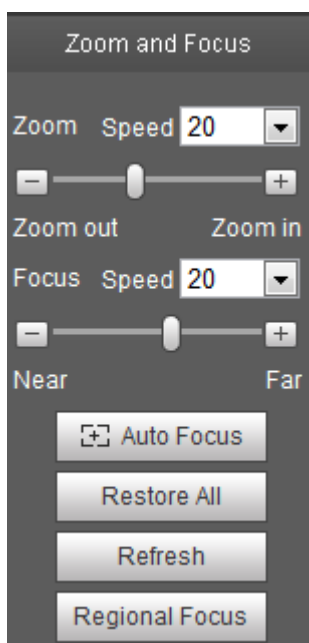 Zoom and Focus
Zoom Speed 20
Zoom out Zoom in
Focus Speed 20
Near Far
Auto Focus
Restore All
Refresh
Regional Focus